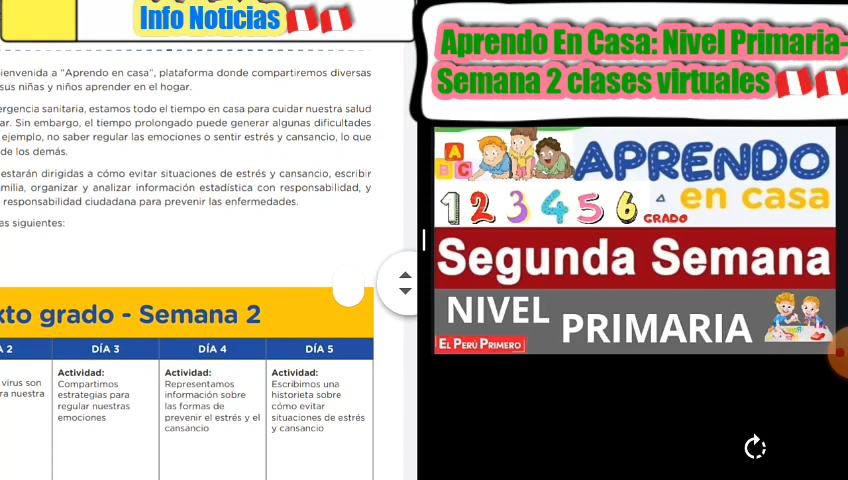 Info Noticias
ienvenida a "Aprendo en casa", plataforma donde compartiremos diversas
sus niñas y niños aprender en el hogar.
ergencia sanitaria, estamos todo el tiempo en casa para cuidar nuestra salud
ar. Sin embargo, el tiempo prolongado puede generar algunas dificultades
ejemplo, no saber regular las emociones o sentir estrés y cansancio, lo que
de los demás.
estarán dirigidas a cómo evitar situaciones de estrés y cansancio, escribir
milia, organizar y analizar información estadística con responsabilidad, y
responsabilidad ciudadana para prevenir las enfermedades.
as siguientes:
xto grado - Semana 2
A 2 DÍA 3 DÍA 4 DÍA 5
virus son
ra nuestra
Actividad:
Compartimos
estrategias para
regular nuestras
emociones
Actividad:
Representamos
información sobre
las formas de
prevenir el estrés y el
cansancio
Actividad:
Escribimos una
historieta sobre
cómo evitar
situaciones de estrés
y cansancio
Aprendo En Casa: Nivel Primaria-
Semana 2 clases virtuales
A
B C
APRENDO
en casa
1 2 3 4 5 6 GRADO
Segunda Semana
NIVEL
PRIMARIA
EL PERÚ PRIMERO